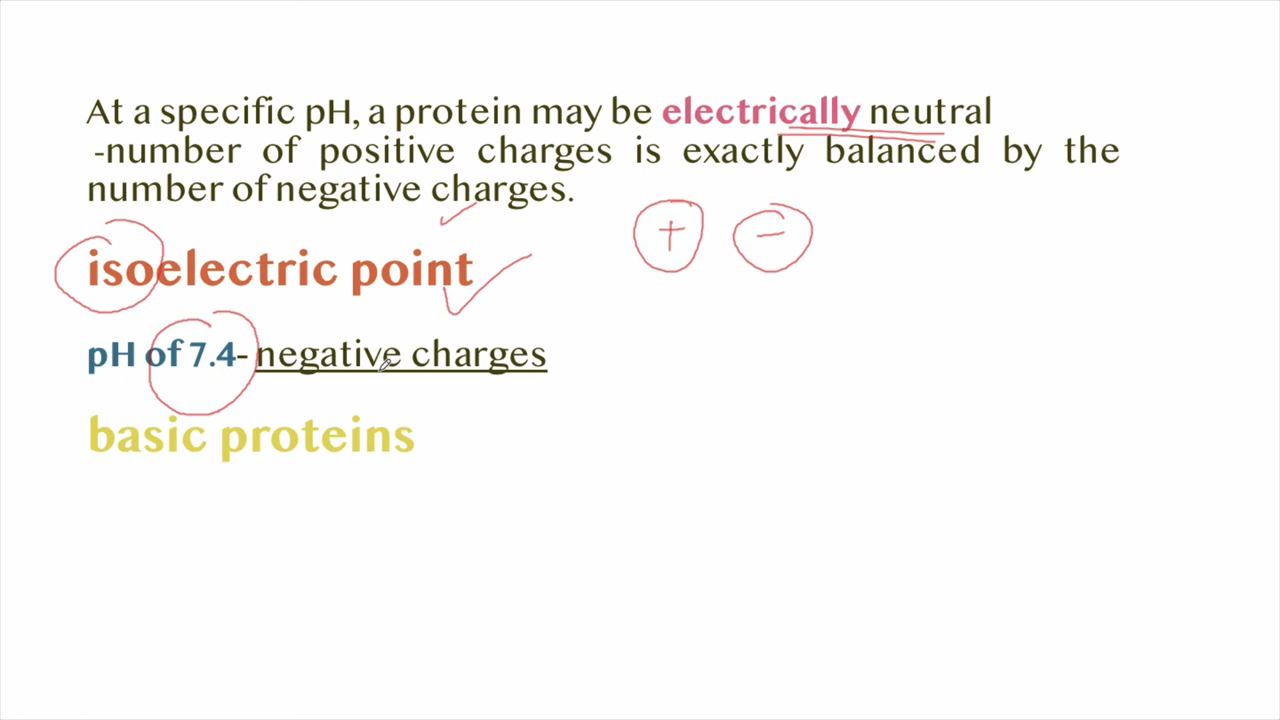 At a specific pH, a protein may be electrically neutral
-number of positive charges is exactly balanced by the
number of negative charges.
+ -
isoelectric point
pH of 7.4- negative charges
basic proteins